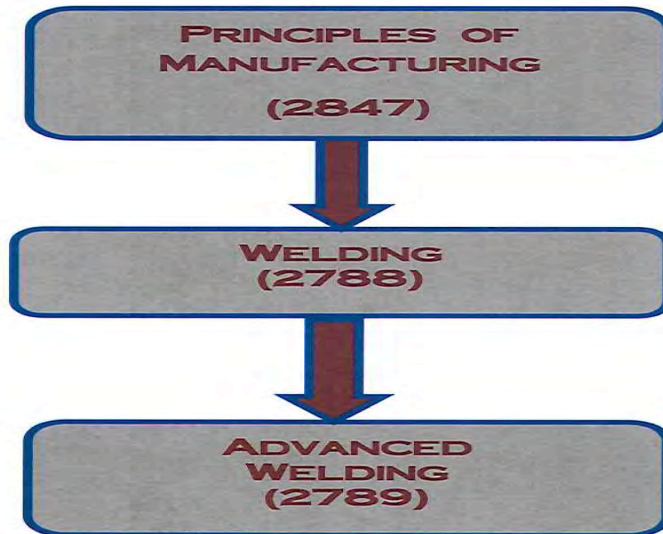 PRINCIPLES OF
MANUFACTURING
(2847)
WELDING
(2788)
ADVANCED
WELDING
(2789)